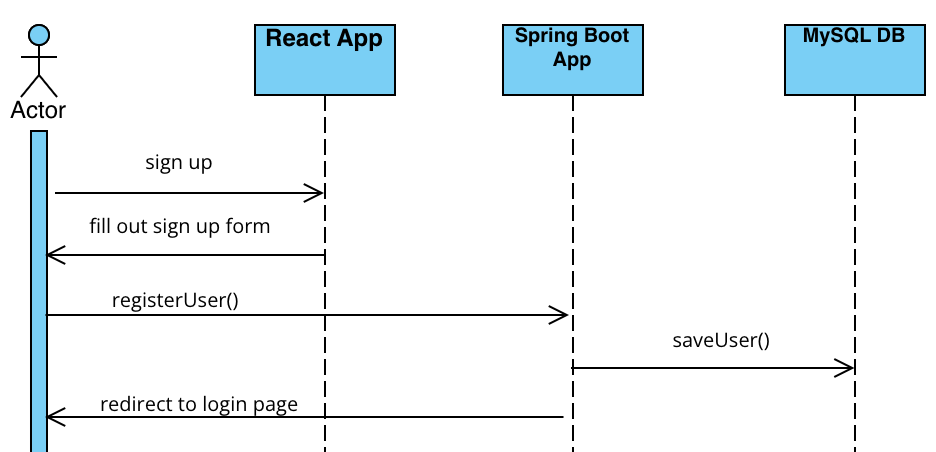 React App
Spring Boot
App
MySQL DB
Actor
sign up
fill out sign up form
registerUser()
saveUser()
redirect to login page